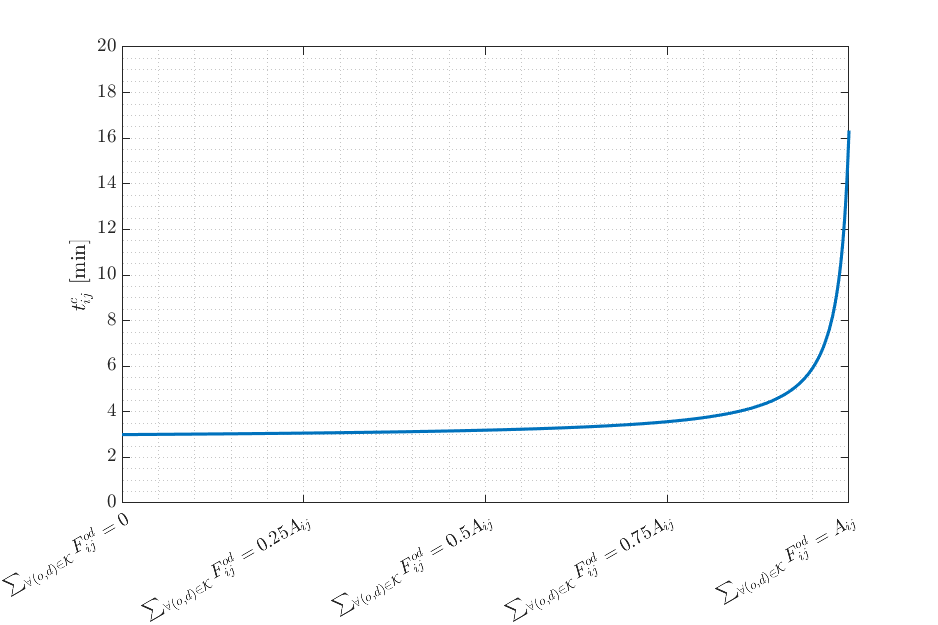 20
18
16
14
12
10
8
6
4
2
0
t^c_{ij} [min]
∑_{∀(o,d)∈𝒦} F^{od}_{ij} = 0
∑_{∀(o,d)∈𝒦} F^{od}_{ij} = 0.25A_{ij}
∑_{∀(o,d)∈𝒦} F^{od}_{ij} = 0.5A_{ij}
∑_{∀(o,d)∈𝒦} F^{od}_{ij} = 0.75A_{ij}
∑_{∀(o,d)∈𝒦} F^{od}_{ij} = A_{ij}